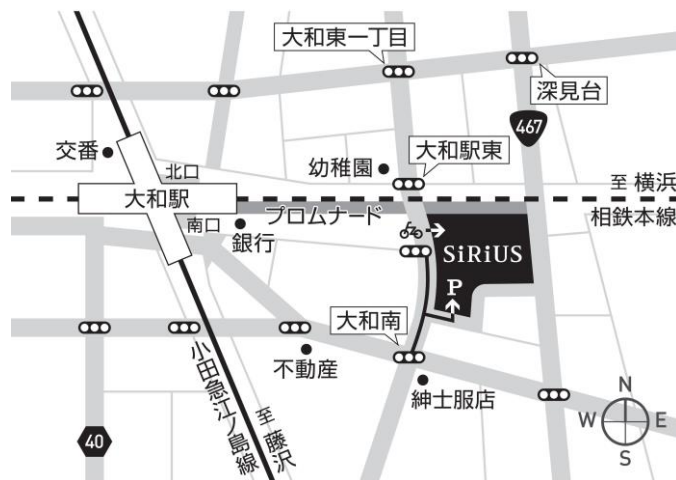 大和東一丁目
深見台
467
交番
北口
幼稚園
大和駅東
至 横浜
大和駅
プロムナード
相鉄本線
南口
銀行
SiRiUS
P
大和南
不動産
紳士服店
小田急江ノ島線
至 藤沢
40
N
W
E
S